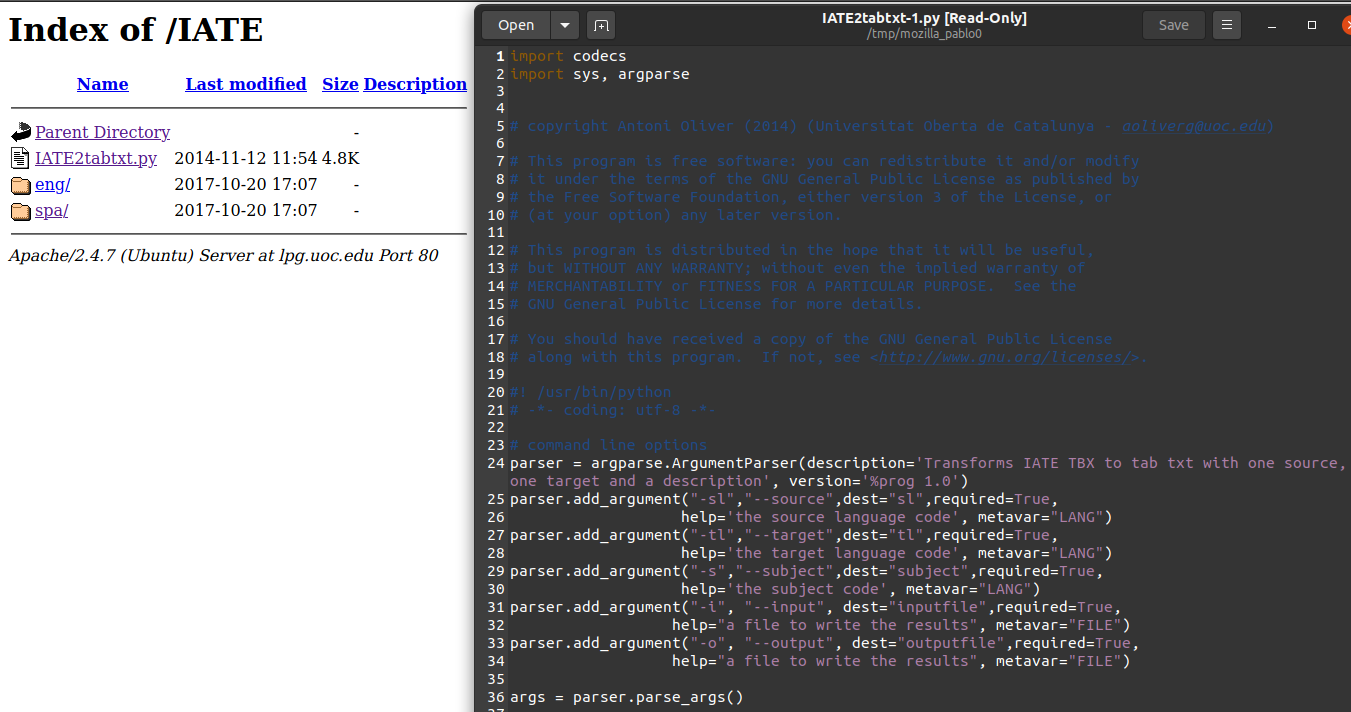 Index of /IATE
Name Last modified Size Description
Parent Directory -
IATE2tabtxt.py 2014-11-12 11:54 4.8K
eng/ 2017-10-20 17:07 -
spa/ 2017-10-20 17:07 -
Apache/2.4.7 (Ubuntu) Server at lpg.uoc.edu Port 80
Open
IATE2tabtxt-1.py [Read-Only]
/tmp/mozilla_pablo0
Save
1 import codecs
2 import sys, argparse
3
4
5 # copyright Antoni Oliver (2014) (Universitat Oberta de Catalunya - aoliverg@uoc.edu)
6
7 # This program is free software: you can redistribute it and/or modify
8 # it under the terms of the GNU General Public License as published by
9 # the Free Software Foundation, either version 3 of the License, or
10 # (at your option) any later version.
11
12 # This program is distributed in the hope that it will be useful,
13 # but WITHOUT ANY WARRANTY; without even the implied warranty of
14 # MERCHANTABILITY or FITNESS FOR A PARTICULAR PURPOSE.  See the
15 # GNU General Public License for more details.
16
17 # You should have received a copy of the GNU General Public License
18 # along with this program.  If not, see <http://www.gnu.org/licenses/>.
19
20 #! /usr/bin/python
21 # -*- coding: utf-8 -*-
22
23 # command line options
24 parser = argparse.ArgumentParser(description='Transforms IATE TBX to tab txt with one source,
one target and a description', version='%prog 1.0')
25 parser.add_argument("-sl","--source",dest="sl",required=True,
26                    help='the source language code', metavar="LANG")
27 parser.add_argument("-tl","--target",dest="tl",required=True,
28                    help='the target language code', metavar="LANG")
29 parser.add_argument("-s","--subject",dest="subject",required=True,
30                    help='the subject code', metavar="LANG")
31 parser.add_argument("-i", "--input", dest="inputfile",required=True,
32                   help="a file to write the results", metavar="FILE")
33 parser.add_argument("-o", "--output", dest="outputfile",required=True,
34                   help="a file to write the results", metavar="FILE")
35
36 args = parser.parse_args()